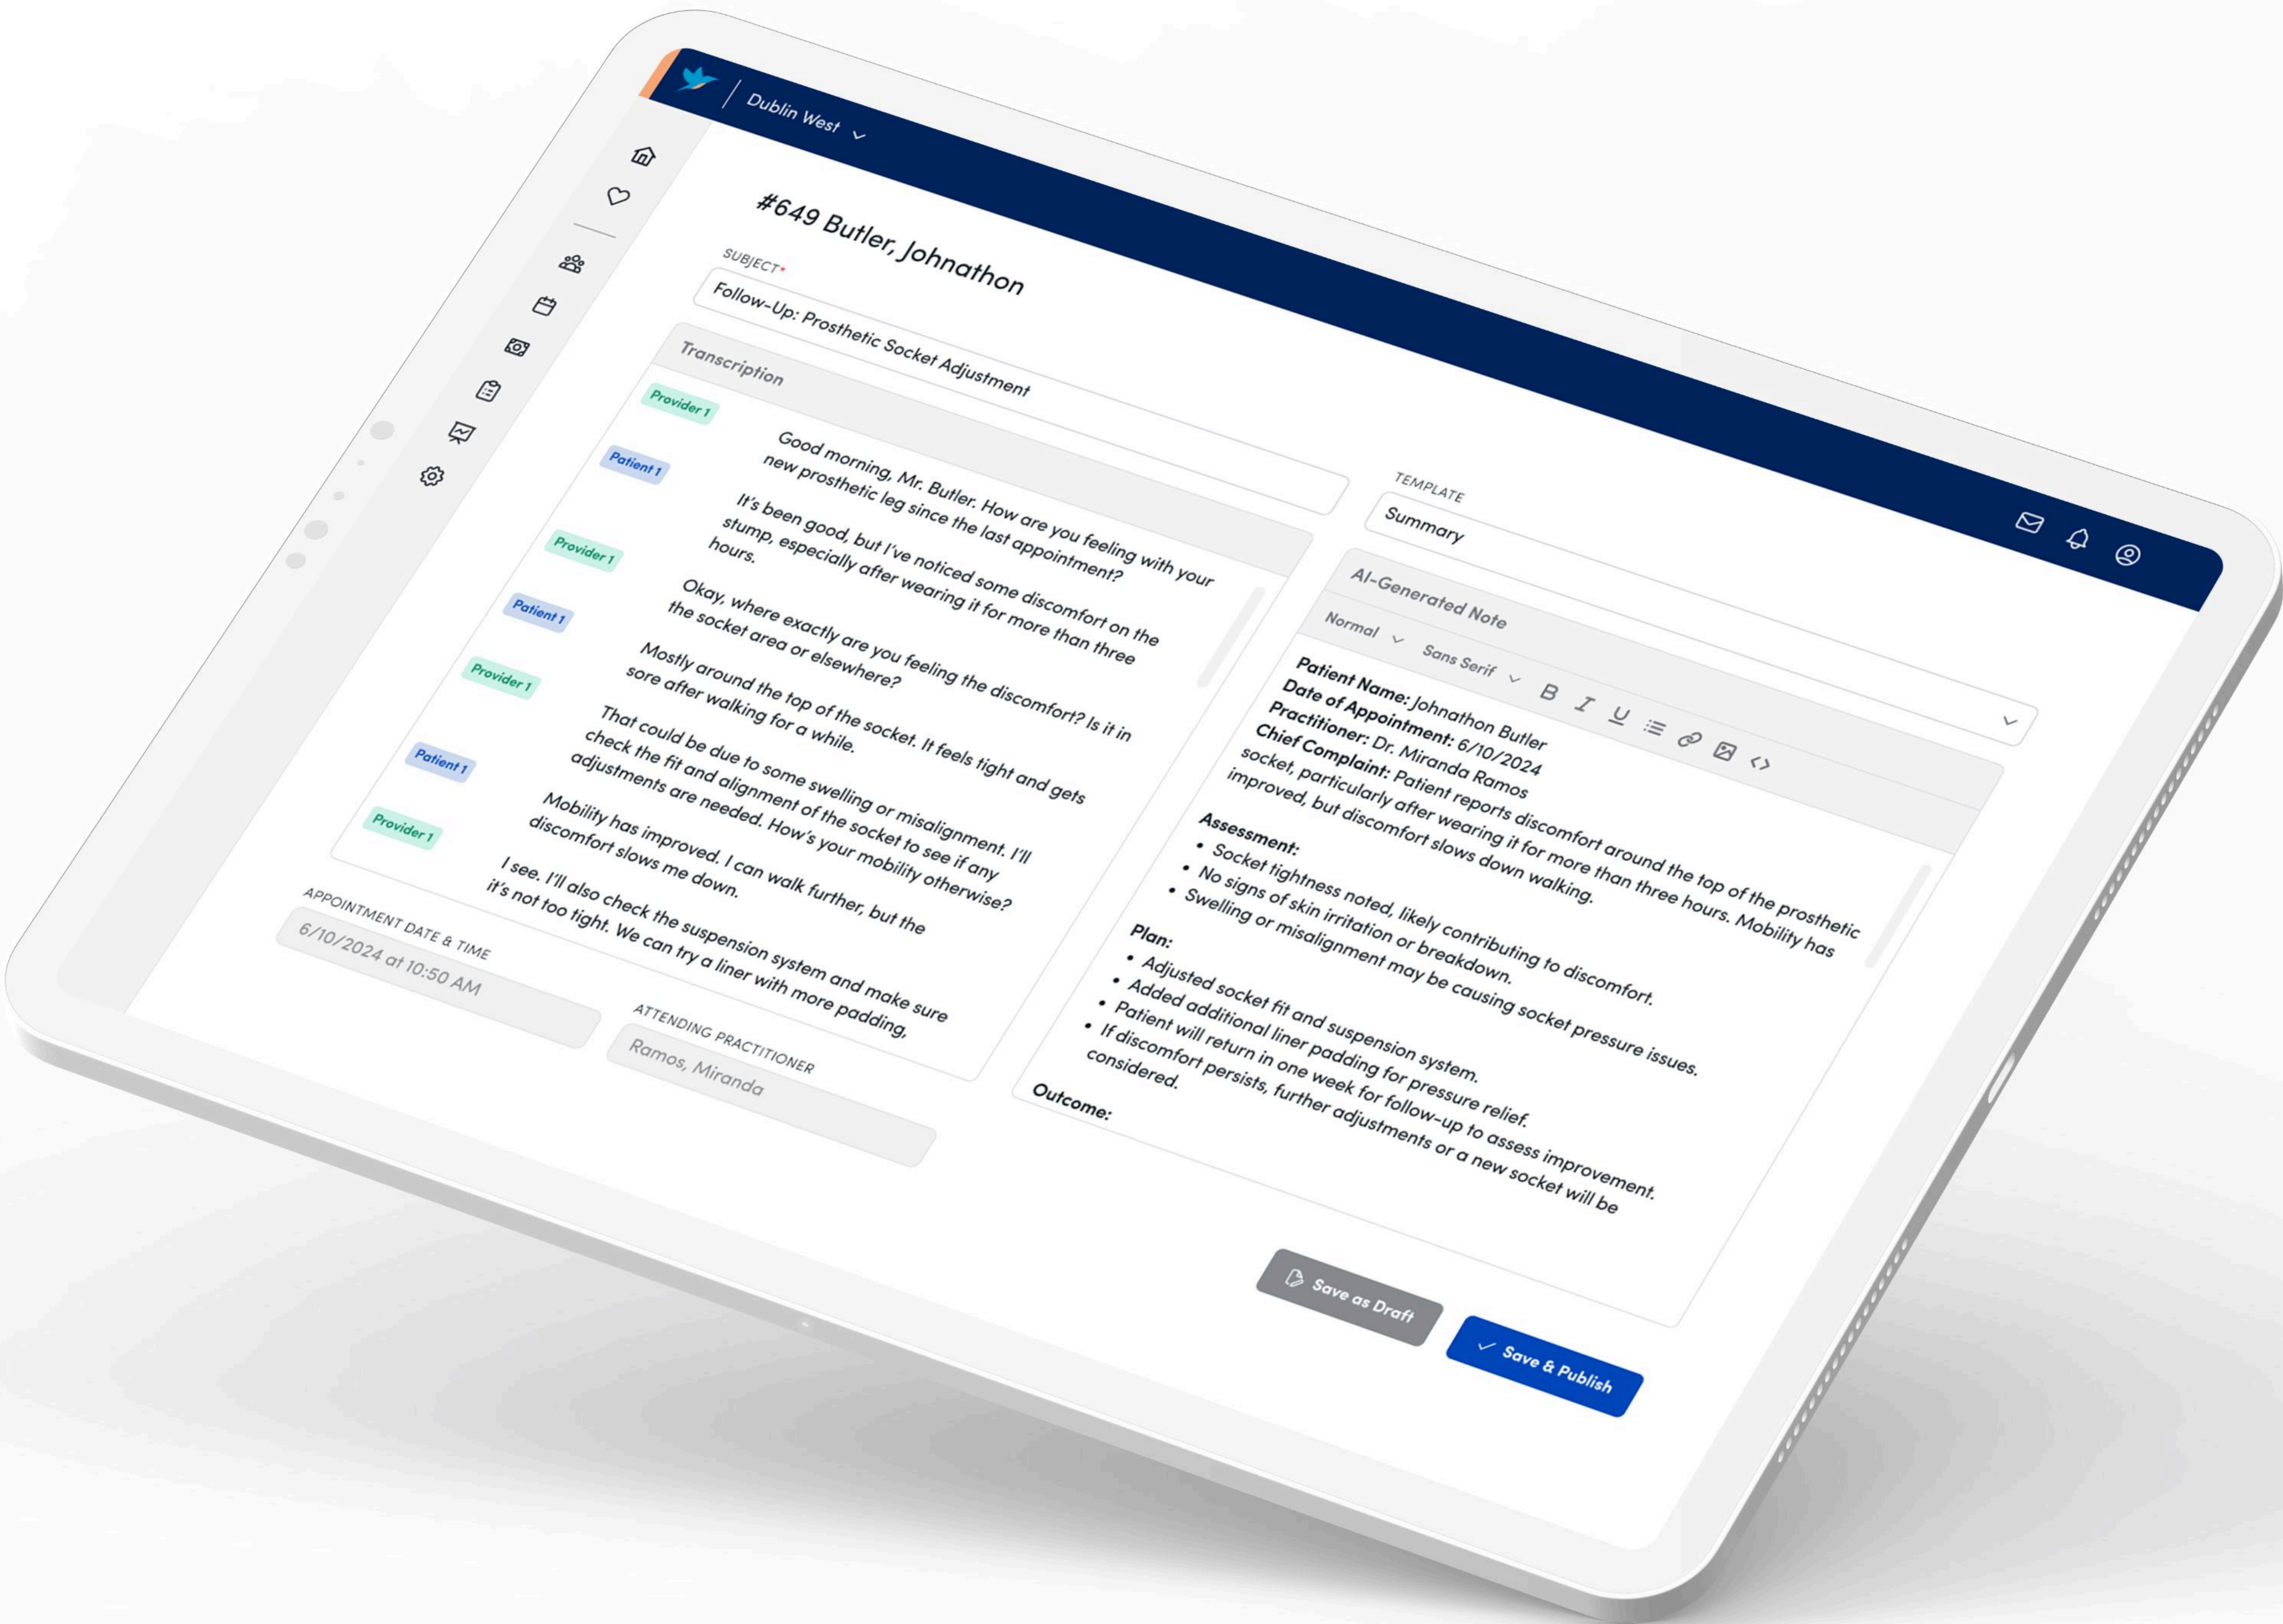 Dublin West
#649 Butler, Johnathon
SUBJECT*
Follow-Up: Prosthetic Socket Adjustment
Transcription
Provider 1
Good morning, Mr. Butler. How are you feeling with your
new prosthetic leg since the last appointment?
Patient 1
It's been good, but I've noticed some discomfort on the
stump, especially after wearing it for more than three
hours.
Provider 1
Okay, where exactly are you feeling the discomfort? Is it in
the socket area or elsewhere?
Patient 1
Mostly around the top of the socket. It feels tight and gets
sore after walking for a while.
Provider 1
That could be due to some swelling or misalignment. I'll
check the fit and alignment of the socket to see if any
adjustments are needed. How's your mobility otherwise?
Patient 1
Mobility has improved. I can walk further, but the
discomfort slows me down.
Provider 1
I see. I'll also check the suspension system and make sure
it's not too tight. We can try a liner with more padding,
APPOINTMENT DATE & TIME
6/10/2024 at 10:50 AM
ATTENDING PRACTITIONER
Ramos, Miranda
TEMPLATE
Summary
AI-Generated Note
Normal
Sans Serif
B I U
Patient Name: Johnathon Butler
Date of Appointment: 6/10/2024
Practitioner: Dr. Miranda Ramos
Chief Complaint: Patient reports discomfort around the top of the prosthetic
socket, particularly after wearing it for more than three hours. Mobility has
improved, but discomfort slows down walking.
Assessment:
• Socket tightness noted, likely contributing to discomfort.
• No signs of skin irritation or breakdown.
• Swelling or misalignment may be causing socket pressure issues.
Plan:
• Adjusted socket fit and suspension system.
• Added additional liner padding for pressure relief.
• Patient will return in one week for follow-up to assess improvement.
• If discomfort persists, further adjustments or a new socket will be
considered.
Outcome:
Save as Draft
Save & Publish